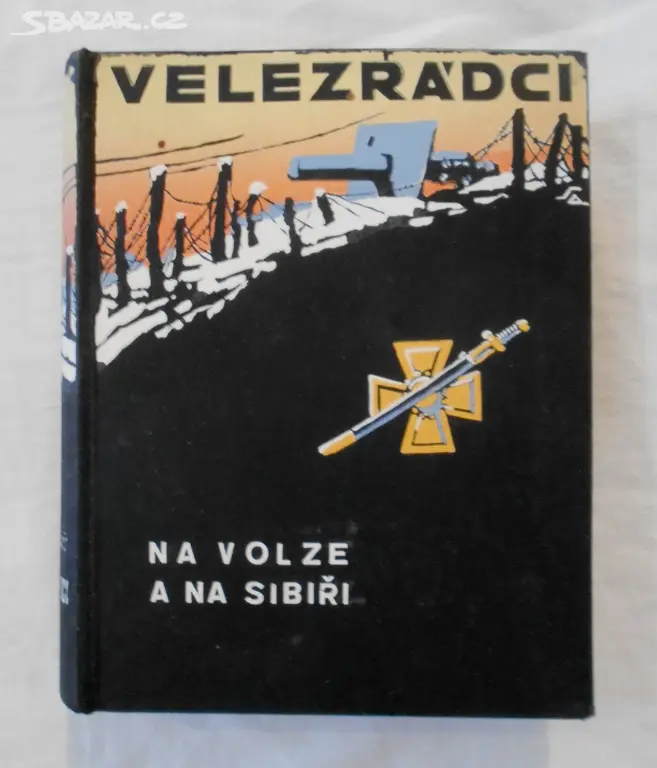 SBAZAR.CZ
VELEZRÁDCI
NA VOLZE
A NA SIBIŘI